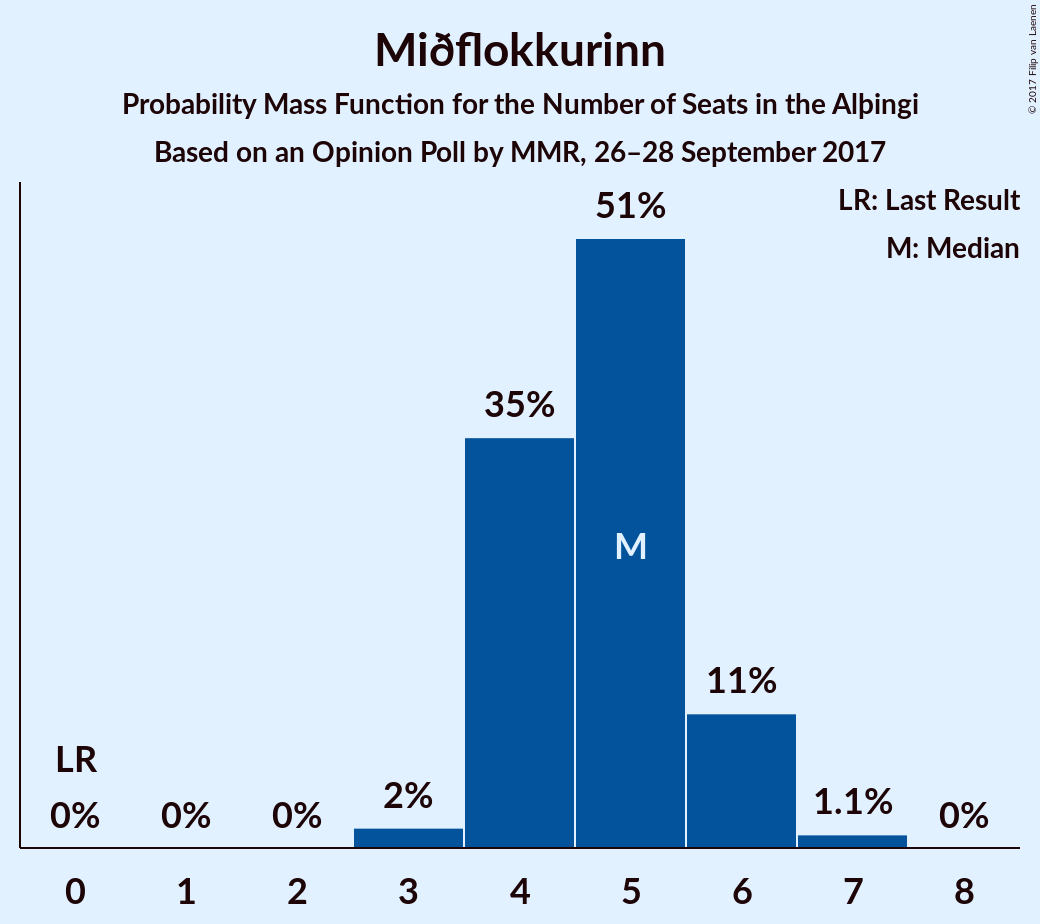 Miðflokkurinn
Probability Mass Function for the Number of Seats in the Alþingi
Based on an Opinion Poll by MMR, 26–28 September 2017
© 2017 Filip van Laenen
LR: Last Result
M: Median
51%
35%
M
11%
LR
2%
1.1%
0% 0% 0% 0%
0 1 2 3 4 5 6 7 8